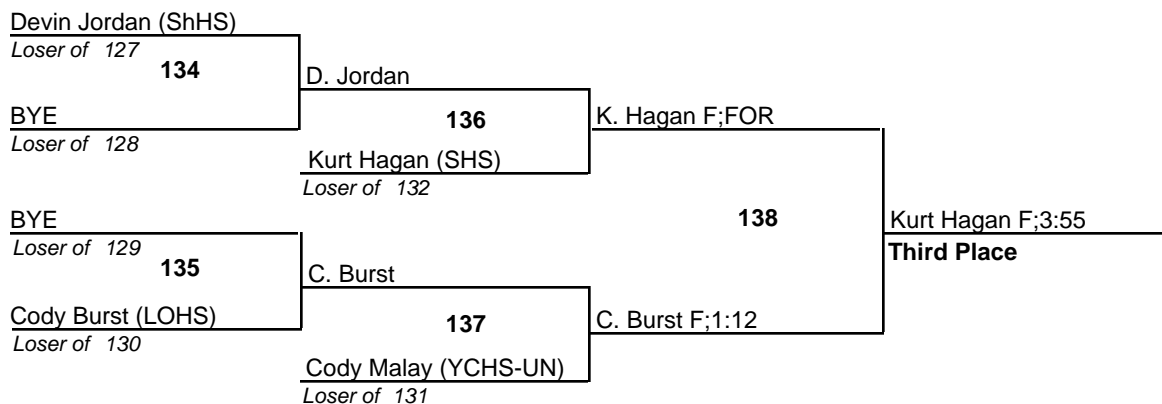 Devin Jordan (ShHS)
Loser of 127
134
D. Jordan
BYE
Loser of 128
136
K. Hagan F;FOR
Kurt Hagan (SHS)
Loser of 132
BYE
Loser of 129
138
Kurt Hagan F;3:55
Third Place
135
C. Burst
Cody Burst (LOHS)
Loser of 130
137
C. Burst F;1:12
Cody Malay (YCHS-UN)
Loser of 131